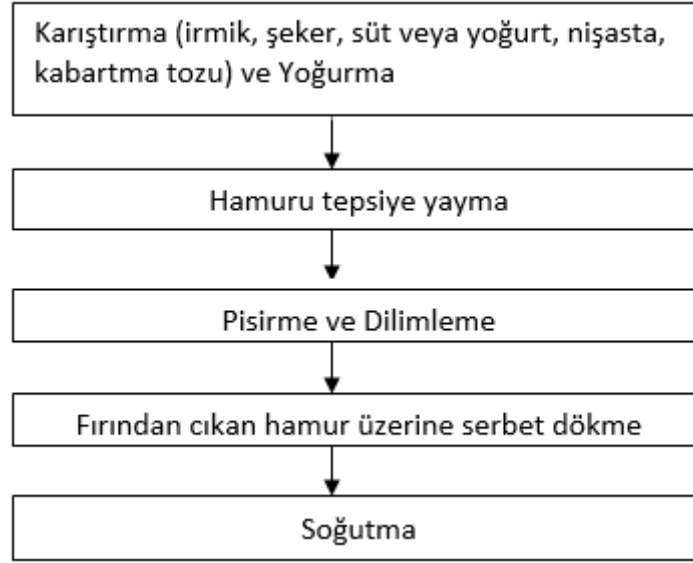 Karıştırma (irmik, şeker, süt veya yoğurt, nişasta,
kabartma tozu) ve Yoğurma
Hamuru tepsiye yayma
Pisirme ve Dilimleme
Fırından cıkan hamur üzerine serbet dökme
Soğutma